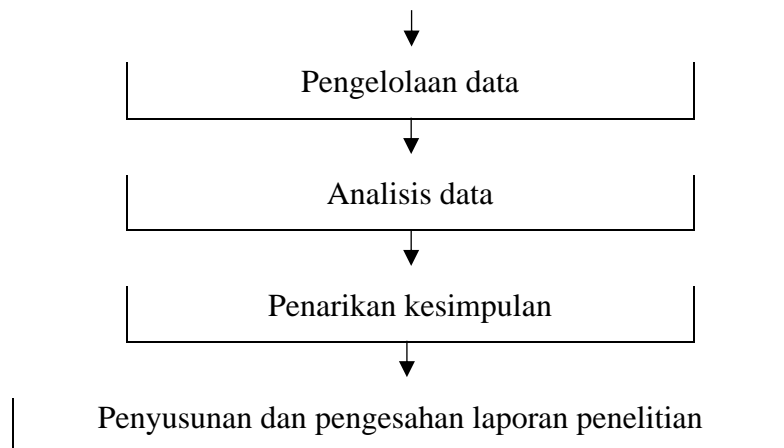 Pengelolaan data
Analisis data
Penarikan kesimpulan
Penyusunan dan pengesahan laporan penelitian